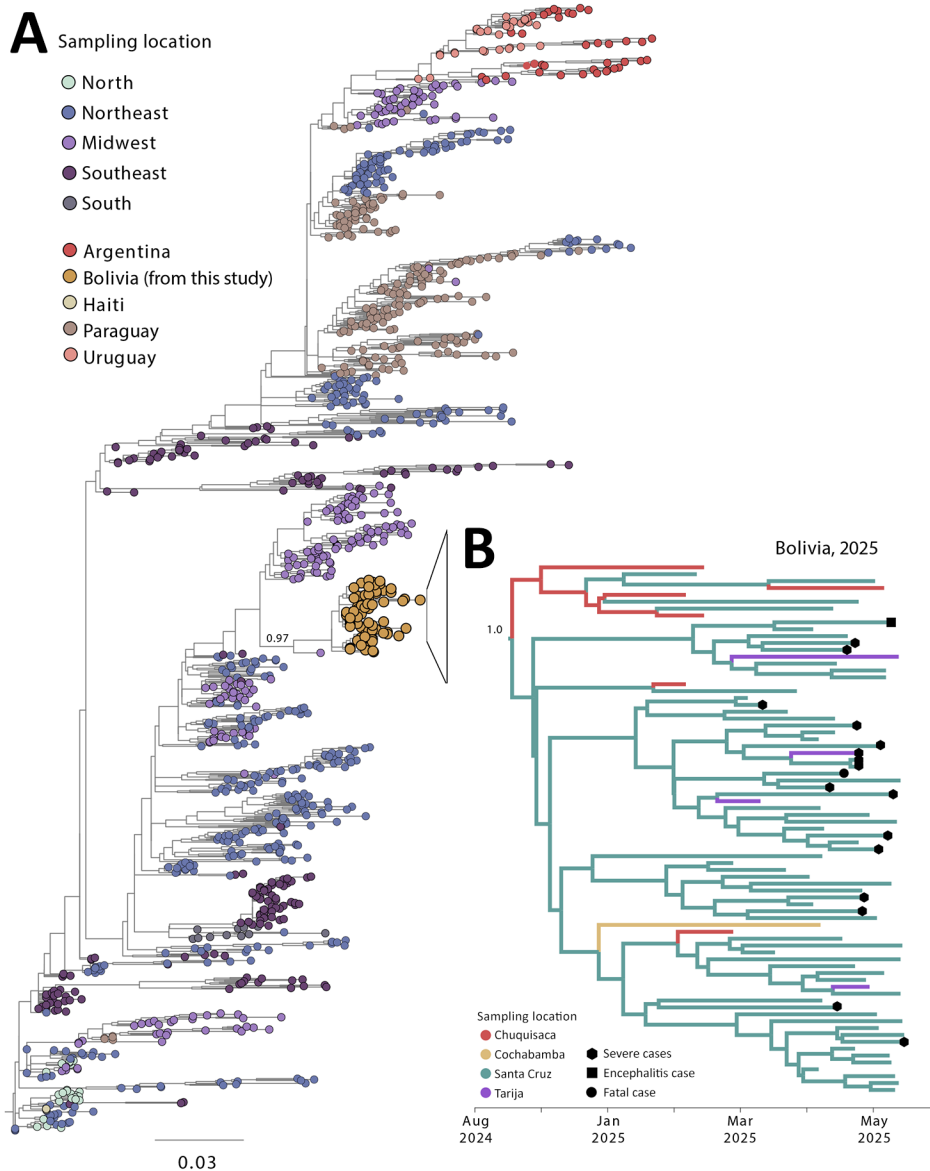 A
Sampling location
North
Northeast
Midwest
Southeast
South
Argentina
Bolivia (from this study)
Haiti
Paraguay
Uruguay
0.97
0.03
B
Bolivia, 2025
1.0
Sampling location
Chuquisaca
Cochabamba
Santa Cruz
Tarija
Severe cases
Encephalitis case
Fatal case
Aug
2024
Jan
2025
Mar
2025
May
2025